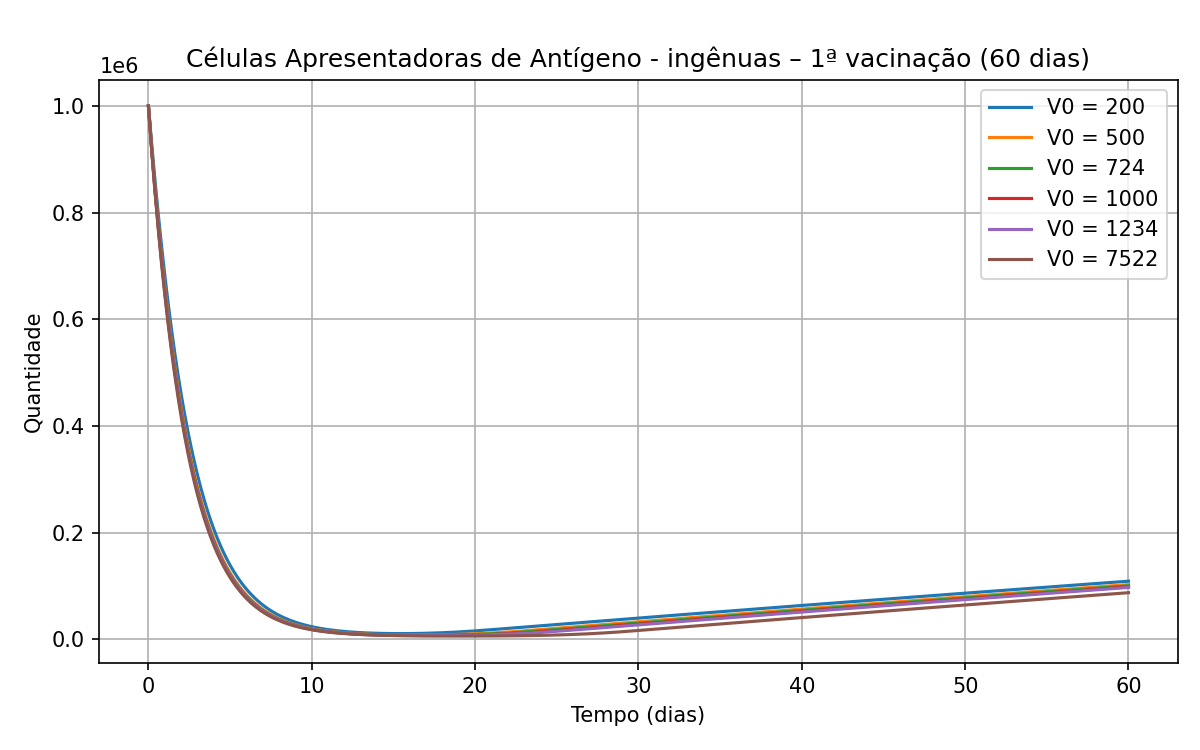 Células Apresentadoras de Antígeno - ingênuas – 1ª vacinação (60 dias)
1e6
1.0
0.8
0.6
0.4
0.2
0.0
Quantidade
V0 = 200
V0 = 500
V0 = 724
V0 = 1000
V0 = 1234
V0 = 7522
0 10 20 30 40 50 60
Tempo (dias)